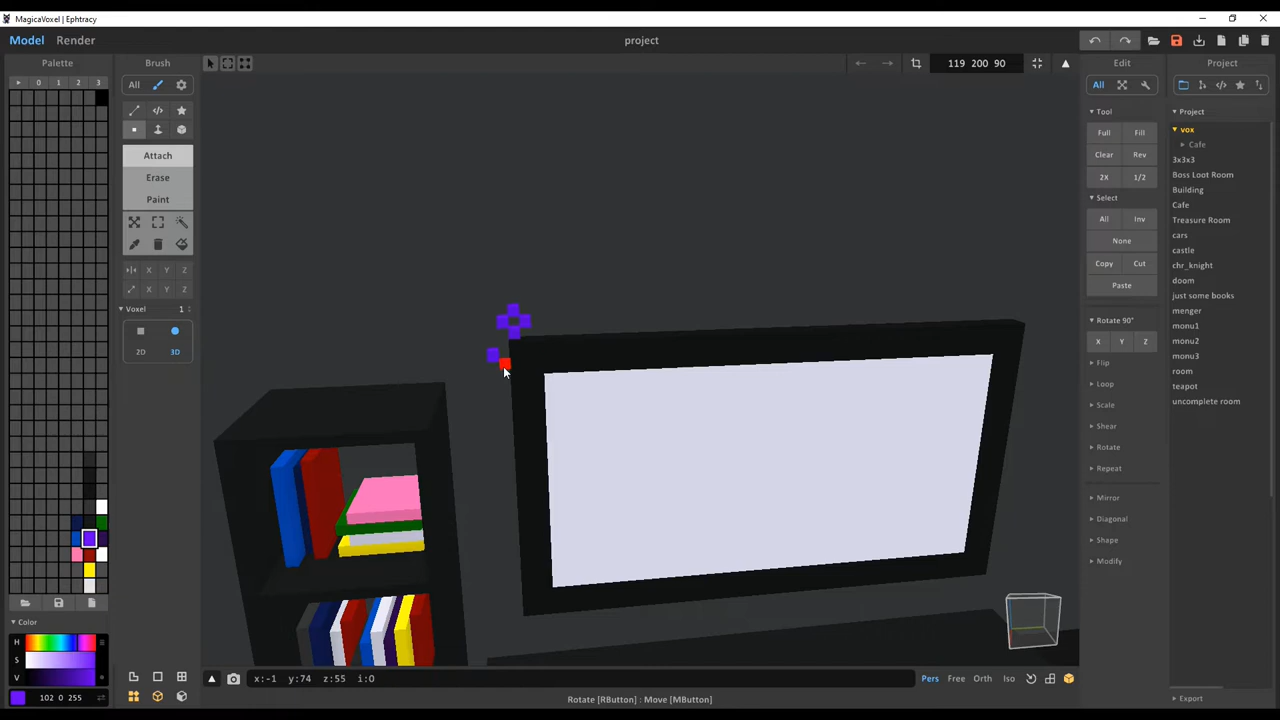 MagicaVoxel | Ephtracy
Model Render
project
Palette
0 1 2 3
Color
H
S
V
102 0 255
Brush
All
Attach
Erase
Paint
X Y Z
X Y Z
Voxel 1
2D 3D
119 200 90
x:-1 y:74 z:55 i:0
Pers Free Orth Iso
Rotate [RButton] : Move [MButton]
Edit
All
Tool
Full Fill
Clear Rev
2X 1/2
Select
All Inv
None
Copy Cut
Paste
Rotate 90°
X Y Z
Flip
Loop
Scale
Shear
Rotate
Repeat
Mirror
Diagonal
Shape
Modify
Project
Project
vox
Cafe
3x3x3
Boss Loot Room
Building
Cafe
Treasure Room
cars
castle
chr_knight
doom
just some books
menger
monu1
monu2
monu3
room
teapot
uncomplete room
Export